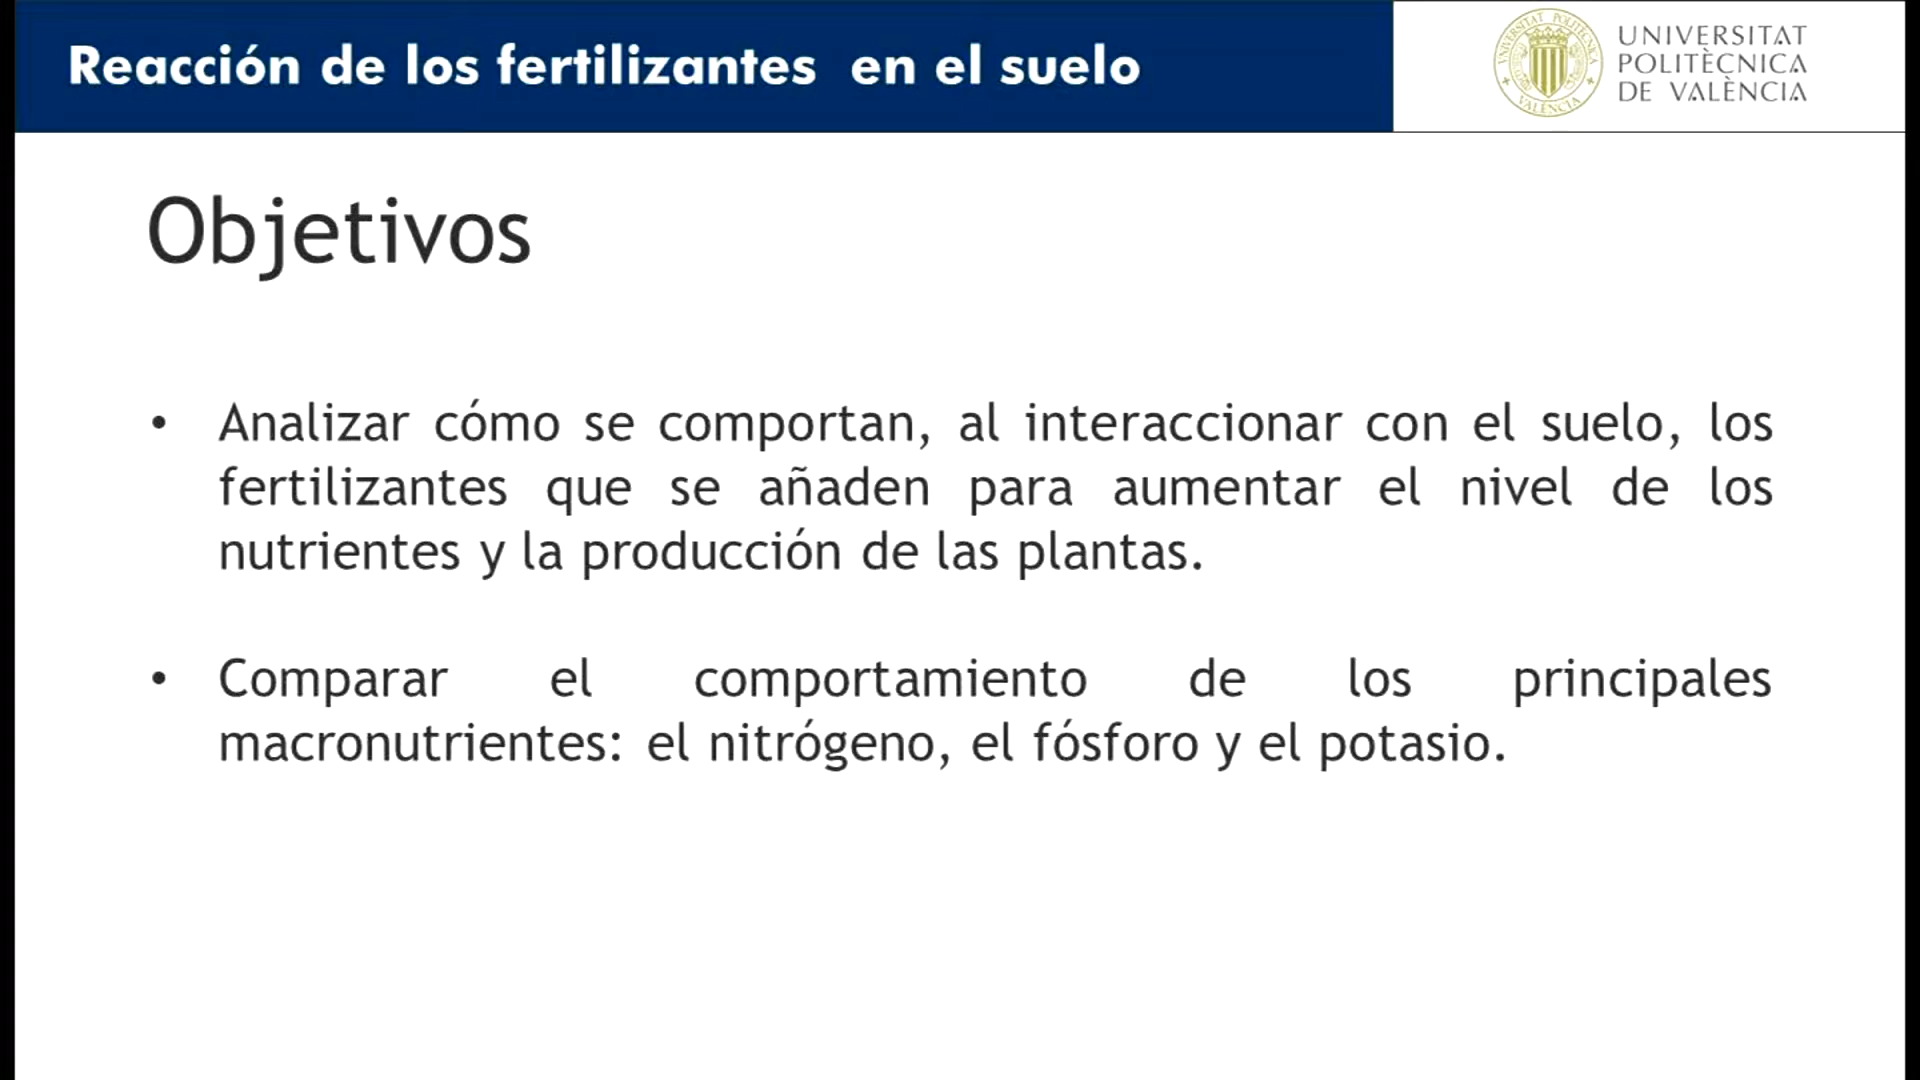 Reacción de los fertilizantes en el suelo
UNIVERSITAT
POLITÈCNICA
DE VALÈNCIA
Objetivos
• Analizar cómo se comportan, al interaccionar con el suelo, los
fertilizantes que se añaden para aumentar el nivel de los
nutrientes y la producción de las plantas.
• Comparar el comportamiento de los principales
macronutrientes: el nitrógeno, el fósforo y el potasio.